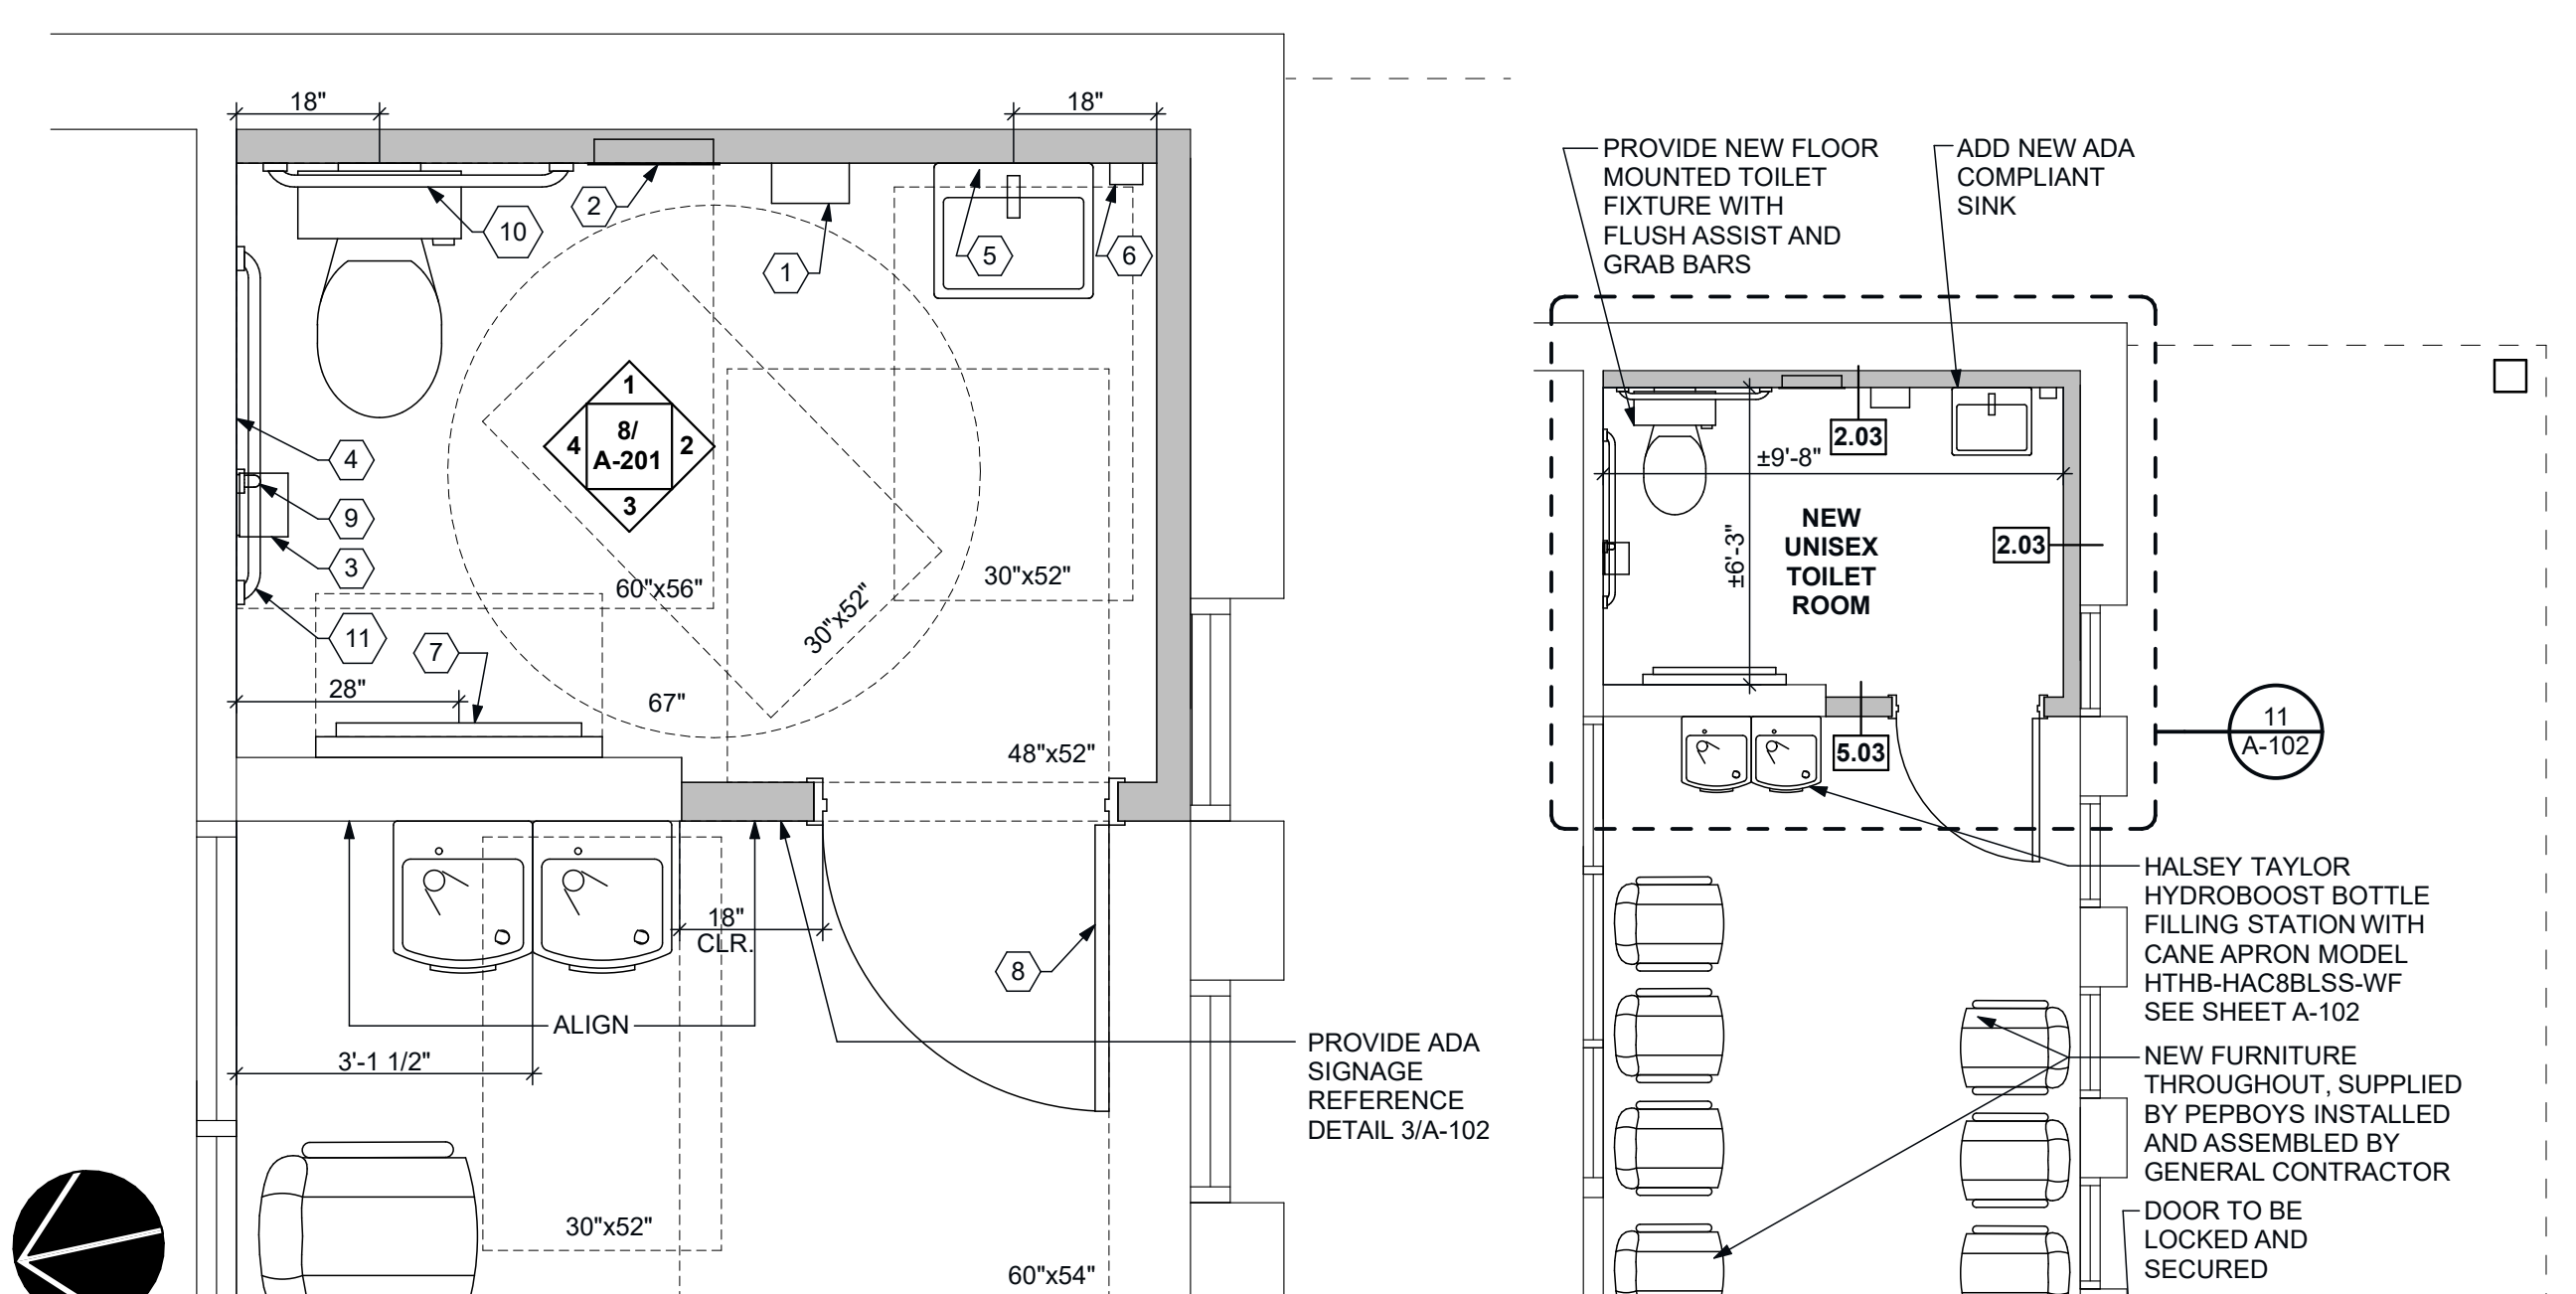 18"
18"
2
10
1
5
6
1
4
8/
A-201
2
3
4
9
3
11
60"x56"
30"x52"
30"x52"
7
28"
67"
48"x52"
18"
CLR.
8
ALIGN
3'-1 1/2"
30"x52"
60"x54"
PROVIDE ADA
SIGNAGE
REFERENCE
DETAIL 3/A-102
PROVIDE NEW FLOOR
MOUNTED TOILET
FIXTURE WITH
FLUSH ASSIST AND
GRAB BARS
ADD NEW ADA
COMPLIANT
SINK
2.03
±9'-8"
±6'-3"
NEW
UNISEX
TOILET
ROOM
2.03
5.03
11
A-102
HALSEY TAYLOR
HYDROBOOST BOTTLE
FILLING STATION WITH
CANE APRON MODEL
HTHB-HAC8BLSS-WF
SEE SHEET A-102
NEW FURNITURE
THROUGHOUT, SUPPLIED
BY PEPBOYS INSTALLED
AND ASSEMBLED BY
GENERAL CONTRACTOR
DOOR TO BE
LOCKED AND
SECURED